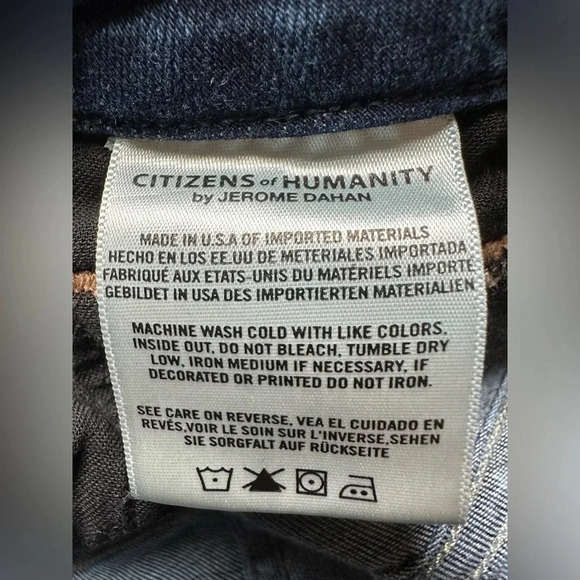 CITIZENS of HUMANITY
by JEROME DAHAN
MADE IN U.S.A OF IMPORTED MATERIALS
HECHO EN LOS EE.UU DE METERIALES IMPORTADA
FABRIQUÉ AUX ETATS-UNIS DU MATÉRIELS IMPORTÉ
GEBILDET IN USA DES IMPORTIERTEN MATERIALIEN
MACHINE WASH COLD WITH LIKE COLORS.
INSIDE OUT, DO NOT BLEACH, TUMBLE DRY
LOW, IRON MEDIUM IF NECESSARY, IF
DECORATED OR PRINTED DO NOT IRON.
SEE CARE ON REVERSE, VEA EL CUIDADO EN
REVÉS,VOIR LE SOIN SUR L'INVERSE,SEHEN
SIE SORGFALT AUF RÜCKSEITE